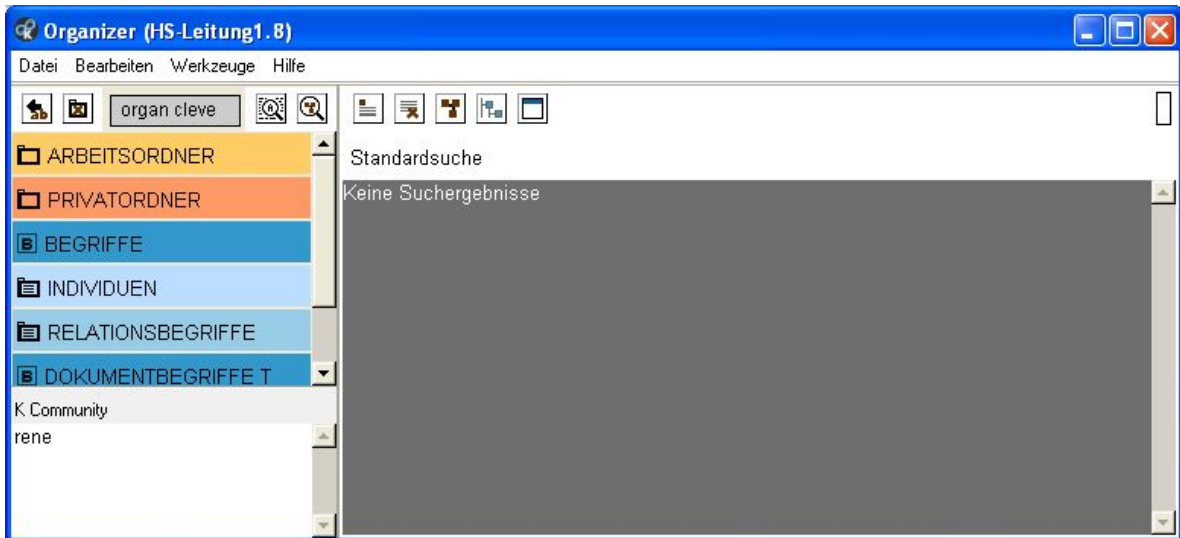 Organizer (HS-Leitung1.8)
Datei Bearbeiten Werkzeuge Hilfe
organ cleve
ARBEITSORDNER
PRIVATORDNER
B BEGRIFFE
INDIVIDUEN
RELATIONSBEGRIFFE
B DOKUMENTBEGRIFFE T
K Community
rene
Standardsuche
Keine Suchergebnisse